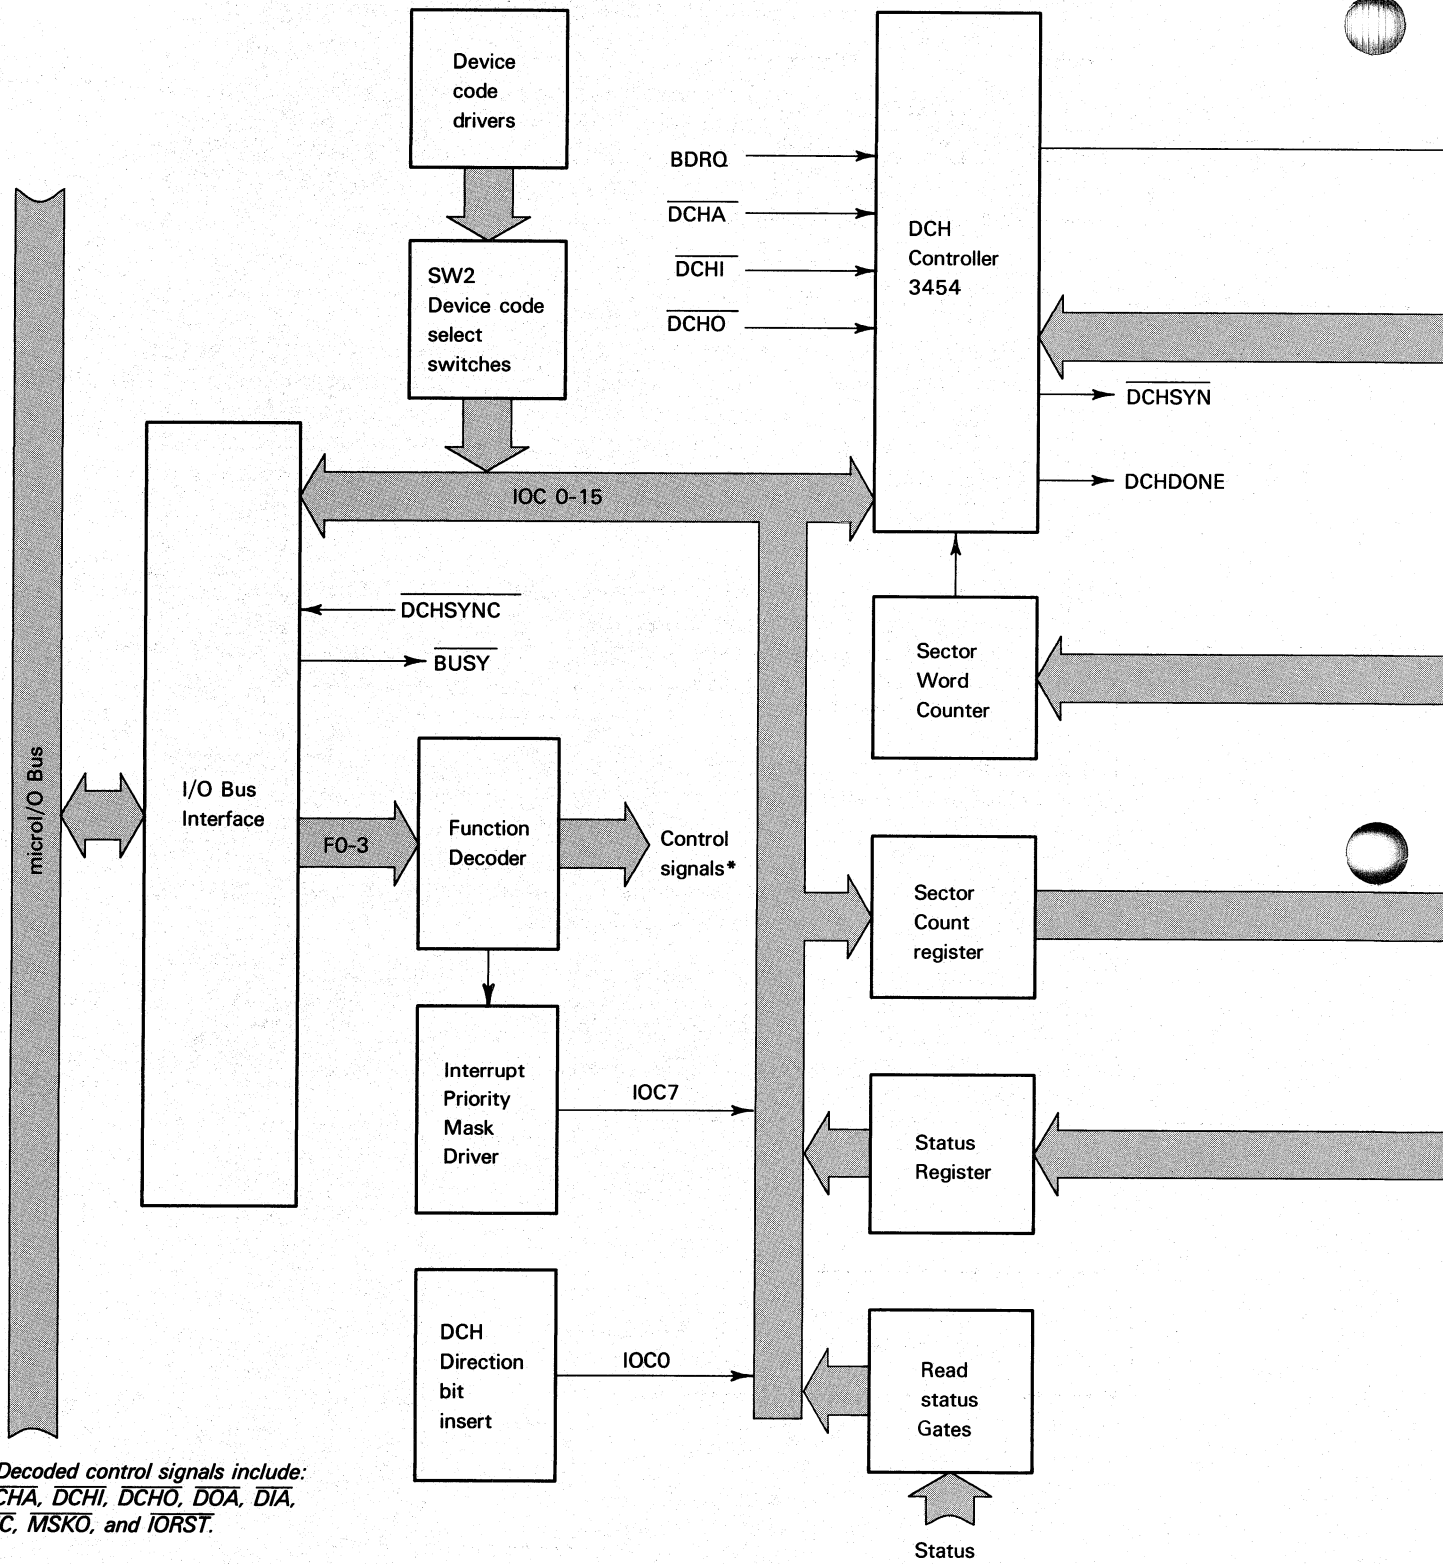 Device
code
drivers
SW2
Device code
select
switches
BDRQ
DCHA
DCHI
DCHO
DCH
Controller
3454
DCHSYN
DCHDONE
IOC 0-15
DCHSYNC
BUSY
Sector
Word
Counter
microI/O Bus
I/O Bus
Interface
F0-3
Function
Decoder
Control
signals*
Sector
Count
register
Interrupt
Priority
Mask
Driver
IOC7
Status
Register
DCH
Direction
bit
insert
IOC0
Read
status
Gates
Status
Decoded control signals include:
CHA, DCHI, DCHO, DOA, DIA,
C, MSKO, and IORST.